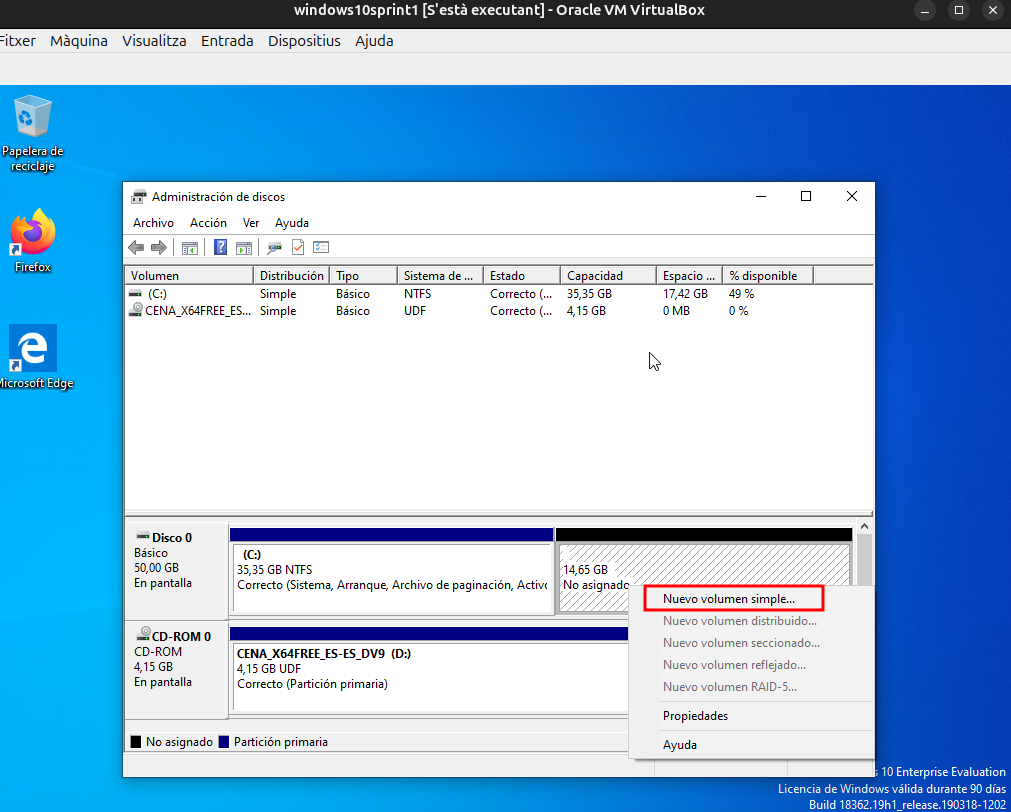 windows10sprint1 [S'està executant] - Oracle VM VirtualBox
Fitxer Màquina Visualitza Entrada Dispositius Ajuda
Papelera de
reciclaje
Firefox
Microsoft Edge
Administración de discos
Archivo Acción Ver Ayuda
Volumen Distribución Tipo Sistema de ... Estado Capacidad Espacio ... % disponible
(C:) Simple Básico NTFS Correcto (... 35,35 GB 17,42 GB 49 %
CENA_X64FREE_ES... Simple Básico UDF Correcto (... 4,15 GB 0 MB 0 %
Disco 0
Básico
50,00 GB
En pantalla
(C:)
35,35 GB NTFS
Correcto (Sistema, Arranque, Archivo de paginación, Activo
14,65 GB
No asignado
Nuevo volumen simple...
Nuevo volumen distribuido...
Nuevo volumen seccionado...
Nuevo volumen reflejado...
Nuevo volumen RAID-5...
Propiedades
Ayuda
CD-ROM 0
CD-ROM
4,15 GB
En pantalla
CENA_X64FREE_ES-ES_DV9 (D:)
4,15 GB UDF
Correcto (Partición primaria)
No asignado Partición primaria
10 Enterprise Evaluation
Licencia de Windows válida durante 90 días
Build 18362.19h1_release.190318-1202